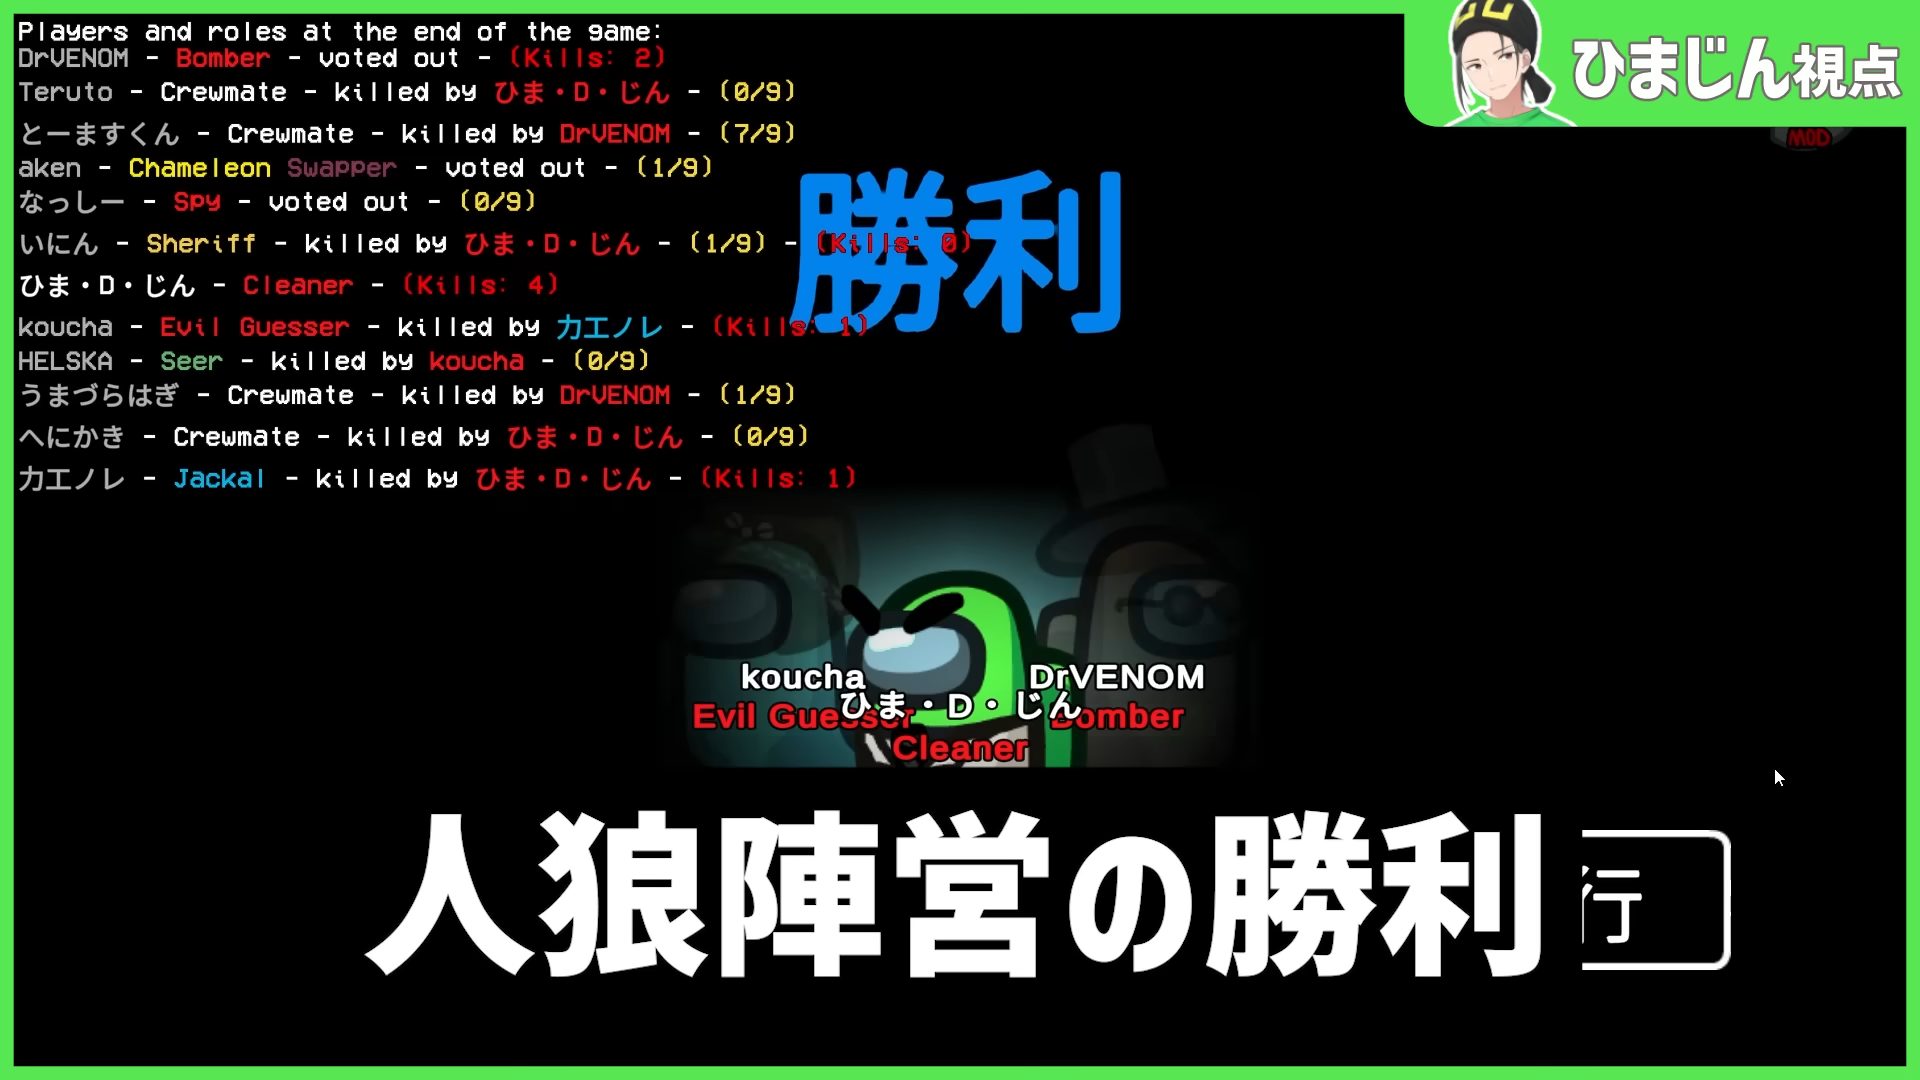 Players and roles at the end of the game:
DrVENOM - Bomber - voted out - (Kills: 2)
Teruto - Crewmate - killed by ひま・D・じん - (0/9)
とーますくん - Crewmate - killed by DrVENOM - (7/9)
aken - Chameleon Swapper - voted out - (1/9)
なっしー - Spy - voted out - (0/9)
いにん - Sheriff - killed by ひま・D・じん - (1/9) - (Kills: 0)
ひま・D・じん - Cleaner - (Kills: 4)
koucha - Evil Guesser - killed by 力エノレ - (Kills: 1)
HELSKA - Seer - killed by koucha - (0/9)
うまづらはぎ - Crewmate - killed by DrVENOM - (1/9)
へにかき - Crewmate - killed by ひま・D・じん - (0/9)
力エノレ - Jackal - killed by ひま・D・じん - (Kills: 1)
ひまじん視点
MOD
勝利
koucha
Evil Guesser
ひま・D・じん
Cleaner
DrVENOM
Bomber
人狼陣営の勝利
行